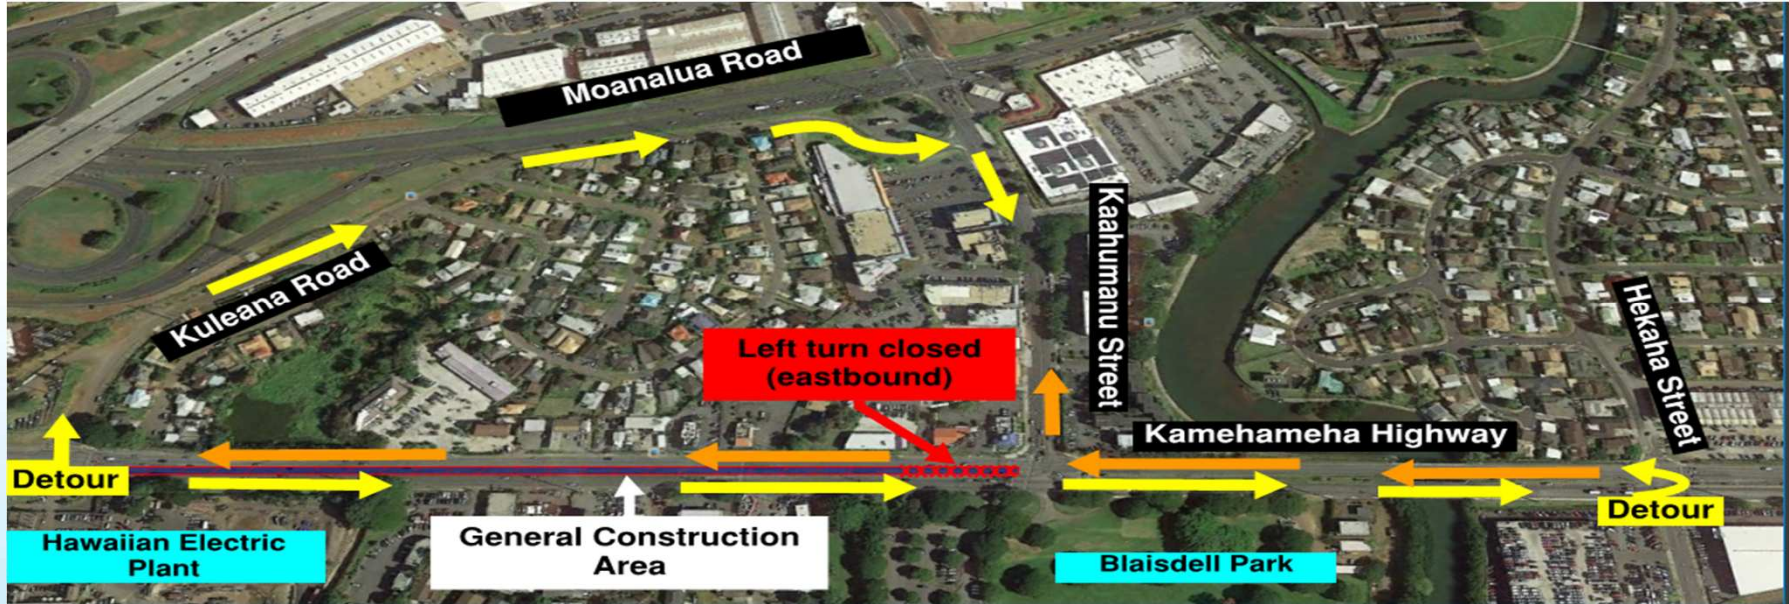 Moanalua Road
Kuleana Road
Kaahumanu Street
Hekaha Street
Left turn closed
(eastbound)
Kamehameha Highway
Detour
Detour
General Construction
Area
Hawaiian Electric
Plant
Blaisdell Park